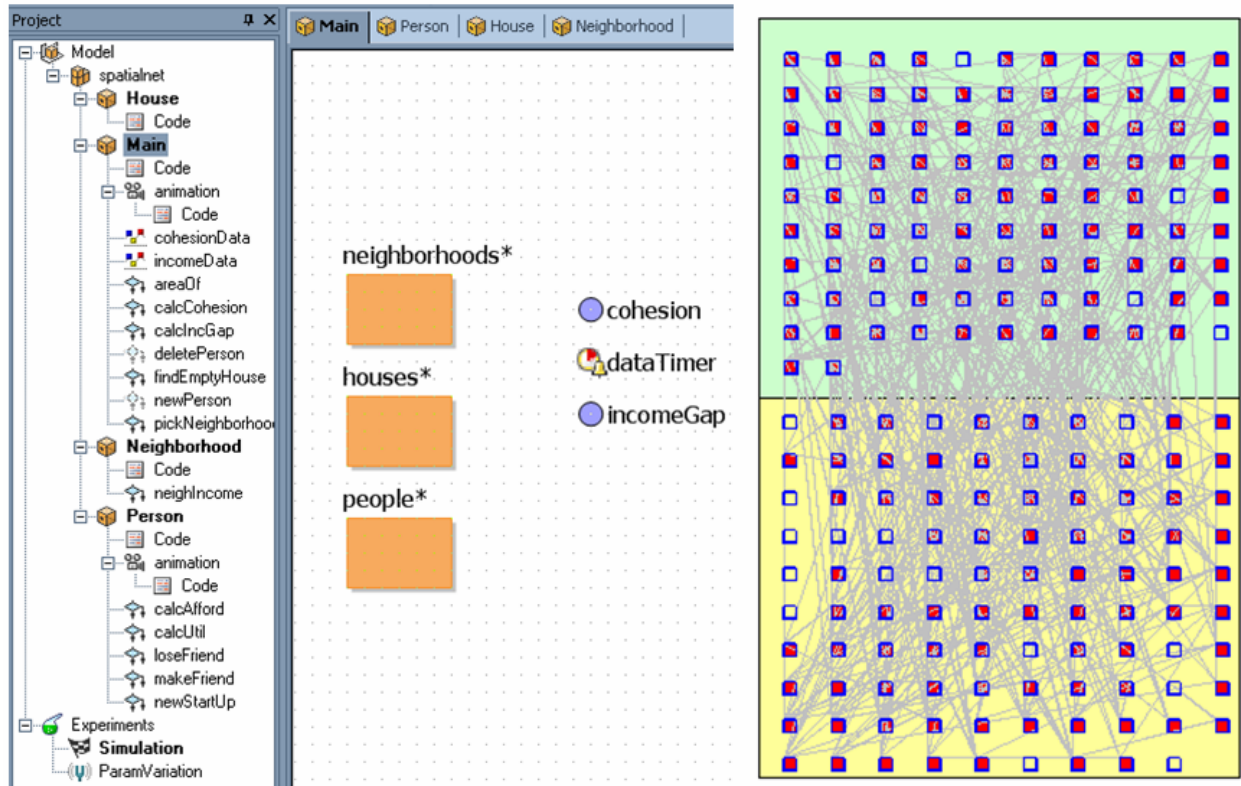 Project
Model
spatialnet
House
Code
Main
Code
animation
Code
cohesionData
incomeData
areaOf
calcCohesion
calcIncGap
deletePerson
findEmptyHouse
newPerson
pickNeighborhoo
Neighborhood
Code
neighIncome
Person
Code
animation
Code
calcAfford
calcUtil
loseFriend
makeFriend
newStartUp
Experiments
Simulation
ParamVariation
Main Person House Neighborhood
neighborhoods*
houses*
people*
cohesion
dataTimer
incomeGap